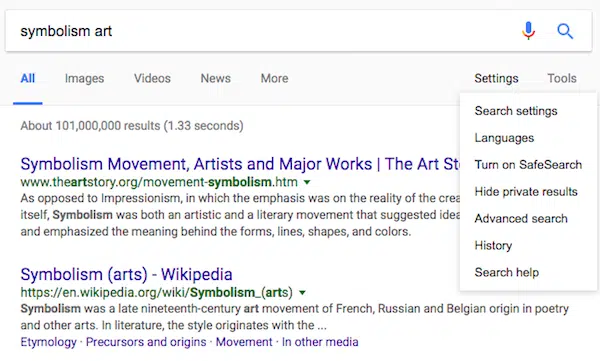 symbolism art
All Images Videos News More Settings Tools
Search settings
Languages
Turn on SafeSearch
Hide private results
Advanced search
History
Search help
About 101,000,000 results (1.33 seconds)
Symbolism Movement, Artists and Major Works | The Art Sto
www.theartstory.org/movement-symbolism.htm
As opposed to Impressionism, in which the emphasis was on the reality of the crea
itself, Symbolism was both an artistic and a literary movement that suggested idea
and emphasized the meaning behind the forms, lines, shapes, and colors.
Symbolism (arts) - Wikipedia
https://en.wikipedia.org/wiki/Symbolism_(arts)
Symbolism was a late nineteenth-century art movement of French, Russian and Belgian origin in poetry
and other arts. In literature, the style originates with the ...
Etymology · Precursors and origins · Movement · In other media